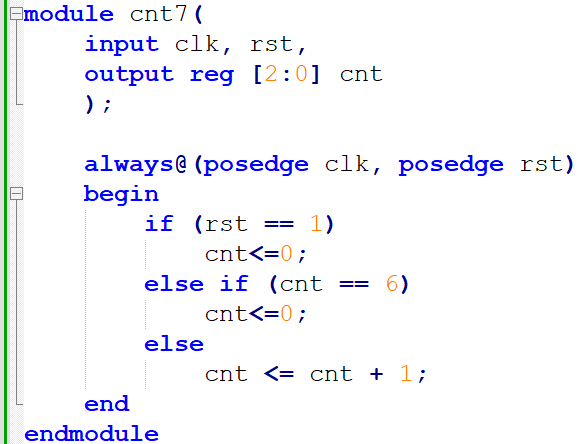 module cnt7(
    input clk, rst,
    output reg [2:0] cnt
    );

    always@(posedge clk, posedge rst)
    begin
        if (rst == 1)
            cnt<=0;
        else if (cnt == 6)
            cnt<=0;
        else
            cnt <= cnt + 1;
    end
endmodule